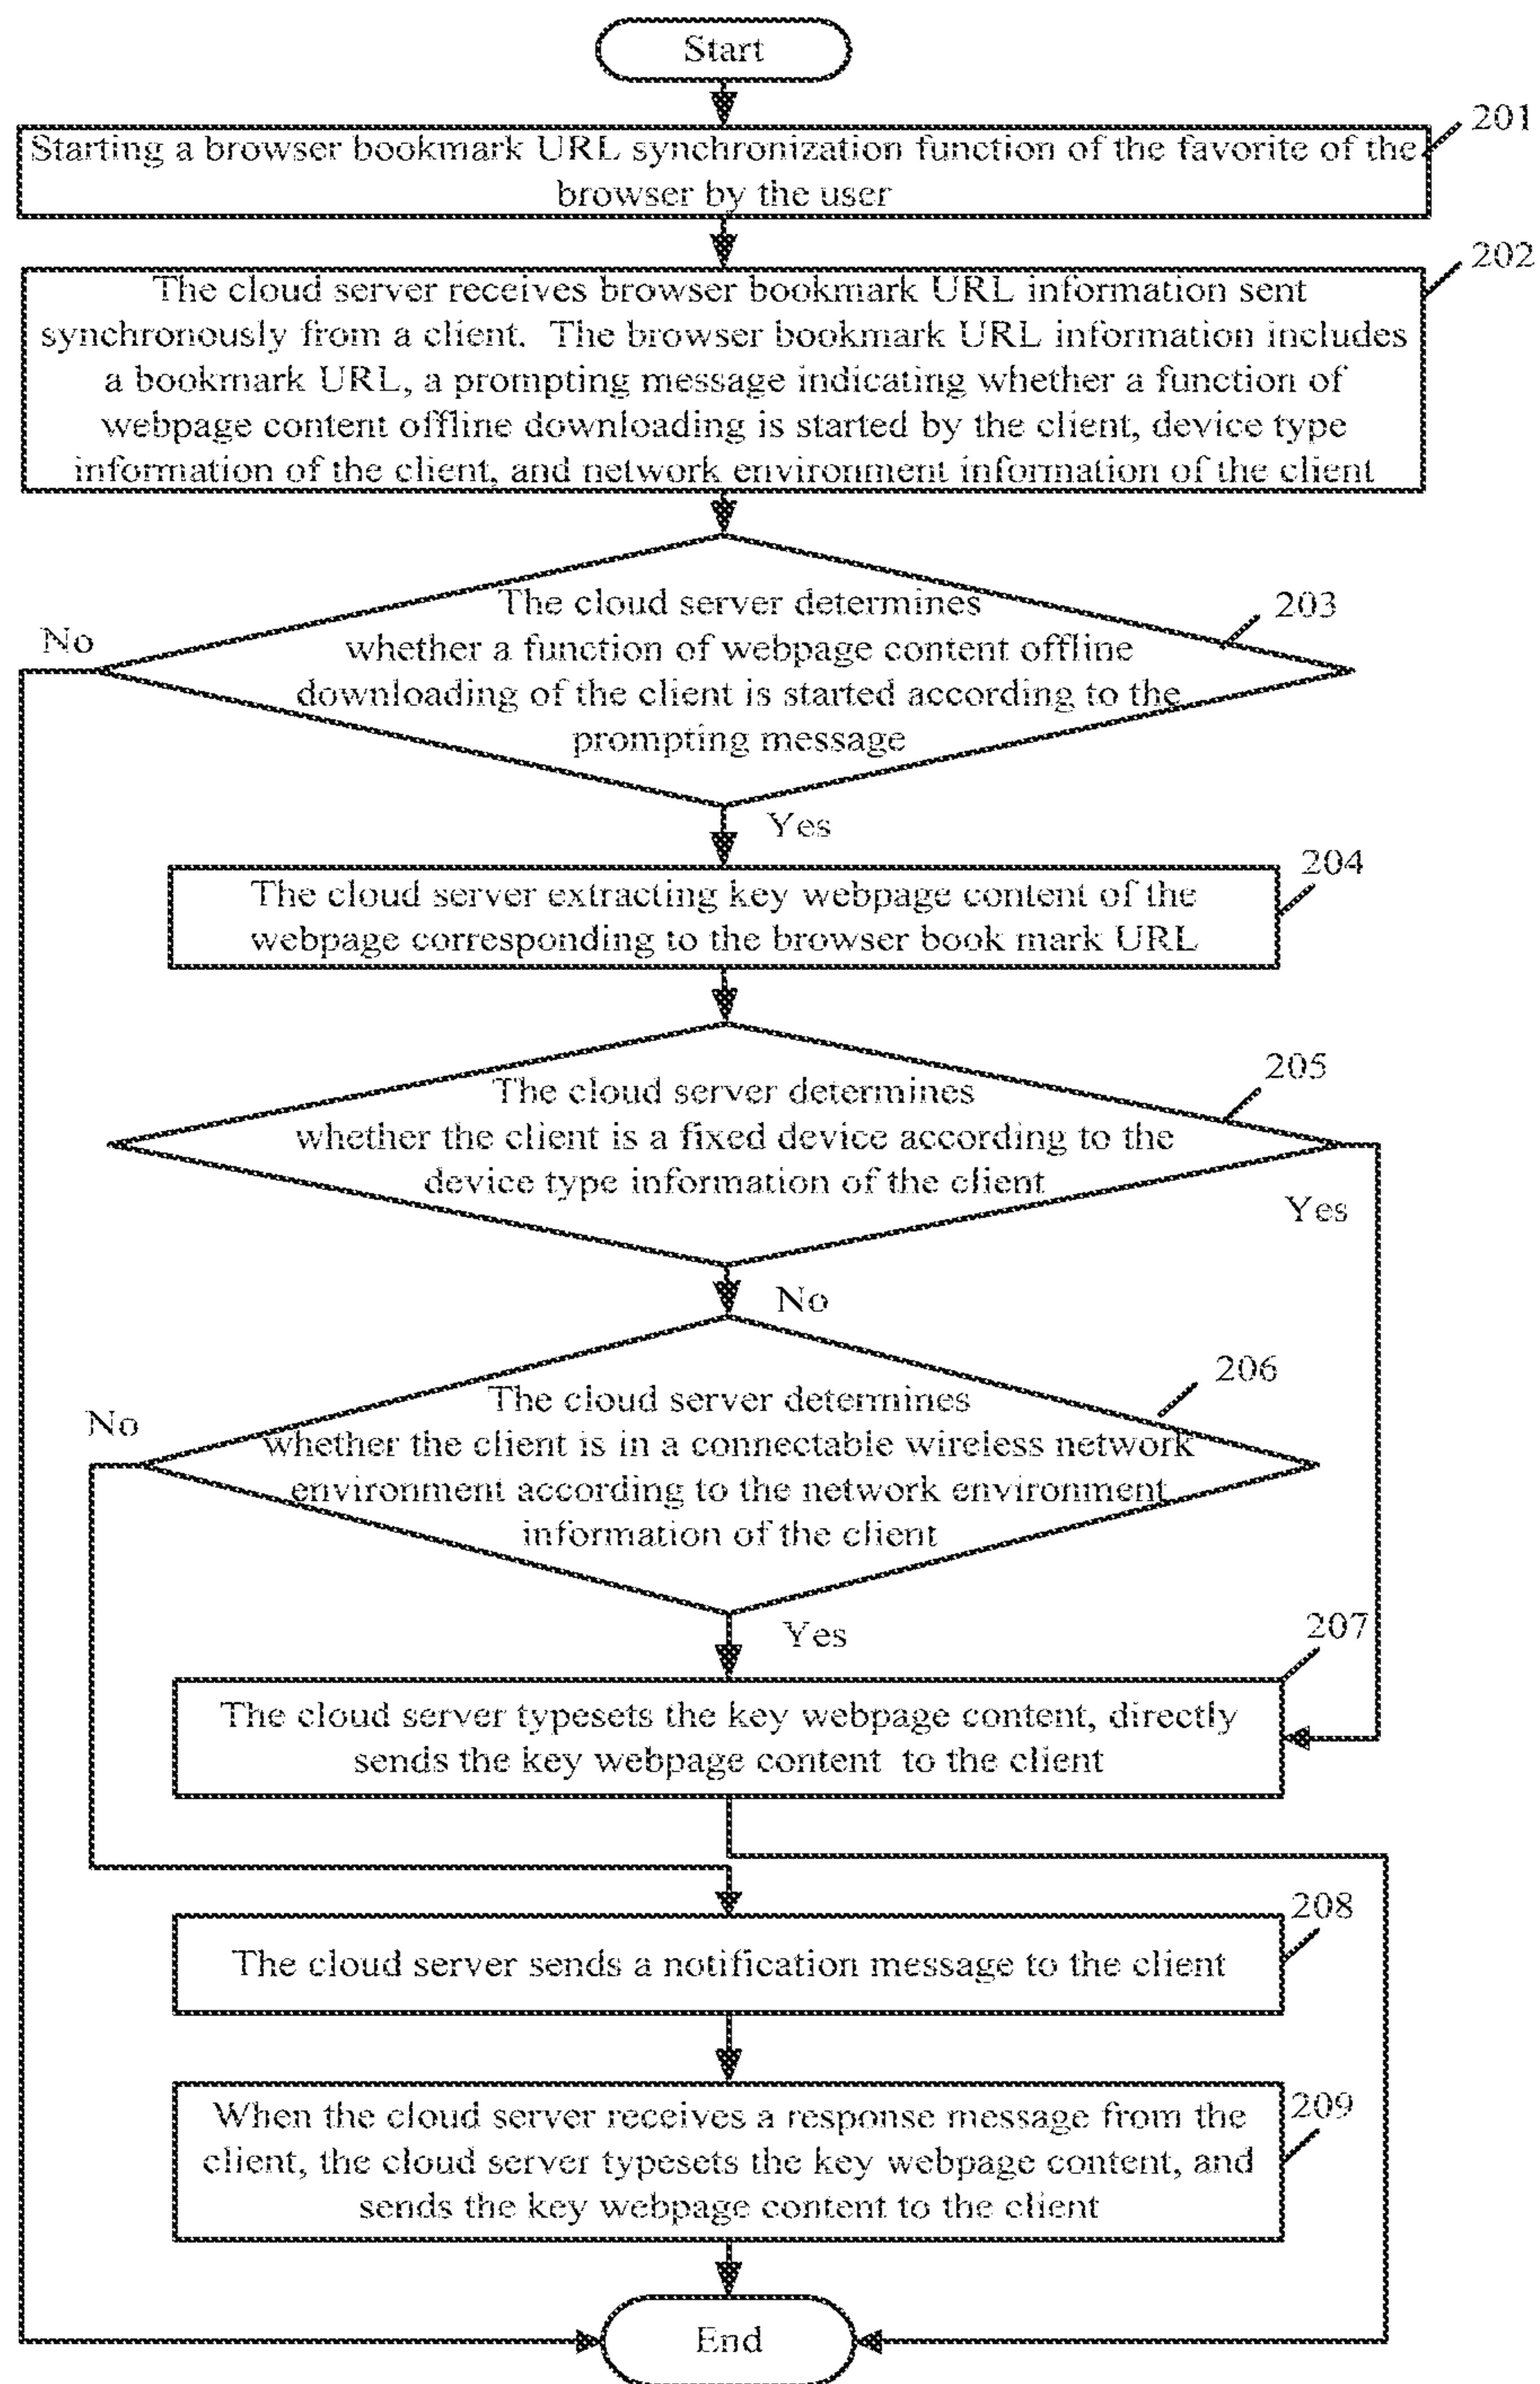 Start
201
Starting a browser bookmark URL synchronization function of the favorite of the
browser by the user
202
The cloud server receives browser bookmark URL information sent
synchronously from a client. The browser bookmark URL information includes
a bookmark URL, a prompting message indicating whether a function of
webpage content offline downloading is started by the client, device type
information of the client, and network environment information of the client
203
The cloud server determines
whether a function of webpage content offline
downloading of the client is started according to the
prompting message
No
Yes
204
The cloud server extracting key webpage content of the
webpage corresponding to the browser book mark URL
205
The cloud server determines
whether the client is a fixed device according to the
device type information of the client
Yes
No
206
The cloud server determines
whether the client is in a connectable wireless network
environment according to the network environment
information of the client
No
Yes
207
The cloud server typesets the key webpage content, directly
sends the key webpage content to the client
208
The cloud server sends a notification message to the client
209
When the cloud server receives a response message from the
client, the cloud server typesets the key webpage content, and
sends the key webpage content to the client
End